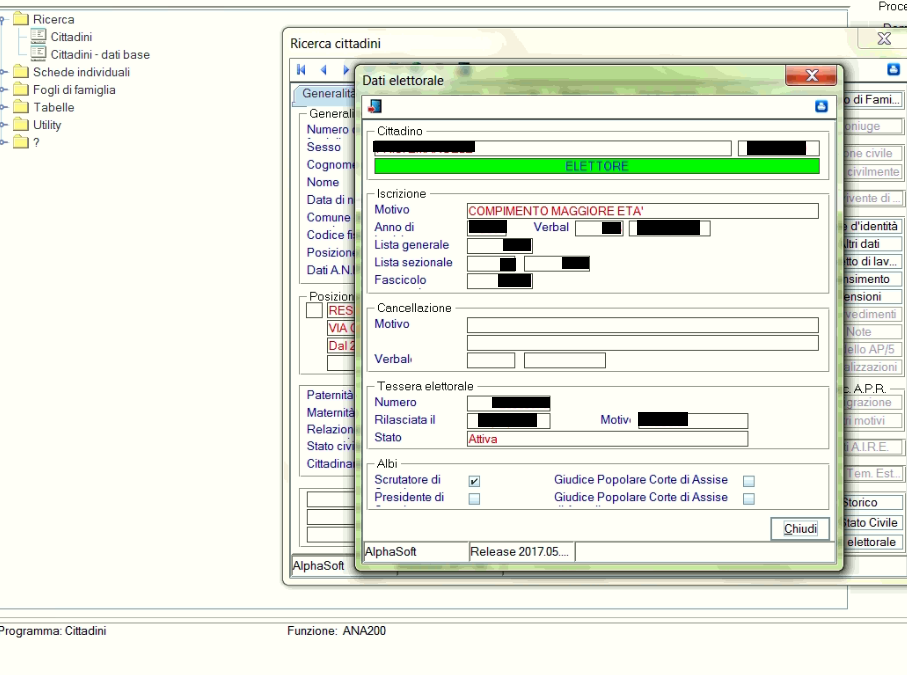 Proce
Ricerca
Cittadini
Cittadini - dati base
Schede individuali
Fogli di famiglia
Tabelle
Utility
?
Ricerca cittadini
Generalità
Generali
Numero
Sesso
Cognome
Nome
Data di n
Comune
Codice fi
Posizion
Dati A.N.
Posizion
RES
VIA
Dal 2
Paternità
Maternità
Relazion
Stato civi
Cittadina
AlphaSoft
Dati elettorale
Cittadino
ELETTORE
Iscrizione
Motivo COMPIMENTO MAGGIORE ETA'
Anno di Verbal
Lista generale
Lista sezionale
Fascicolo
Cancellazione
Motivo
Verbal
Tessera elettorale
Numero
Rilasciata il Motiv
Stato Attiva
Albi
Scrutatore di Giudice Popolare Corte di Assise
Presidente di Giudice Popolare Corte di Assise
Chiudi
AlphaSoft Release 2017.05....
o di Fami...
oniuge
one civile
civilmente
vivente di ...
e d'identità
ltri dati
tto di lav...
nsimento
ensioni
vedimenti
Note
ello AP/5
alizzazioni
c. A.P.R.
grazione
ri motivi
i A.I.R.E.
Tem. Est.
Storico
tato Civile
elettorale
Programma: Cittadini Funzione: ANA200